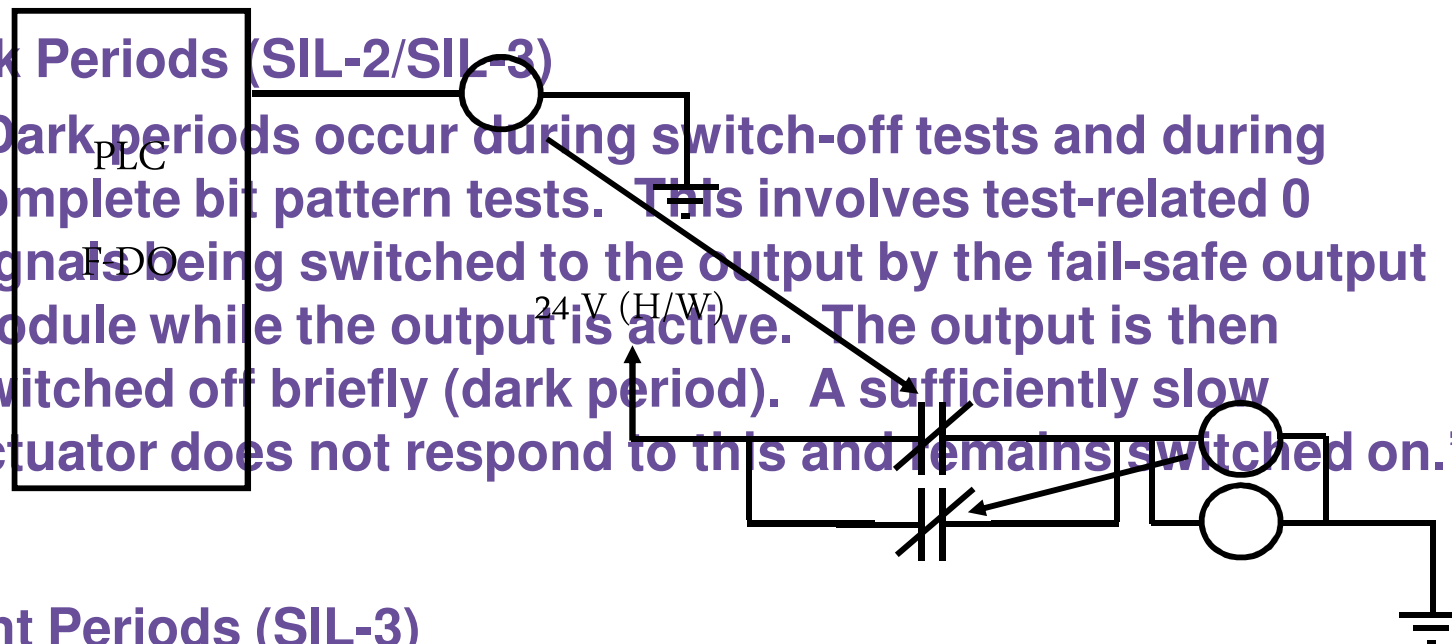 k Periods (SIL-2/SIL-3)
Dark periods occur during switch-off tests and during
omplete bit pattern tests.  This involves test-related 0
gnals being switched to the output by the fail-safe output
odule while the output is active.  The output is then
witched off briefly (dark period).  A sufficiently slow
ctuator does not respond to this and remains switched on.”
nt Periods (SIL-3)
PLC
F-DO
24 V (H/W)